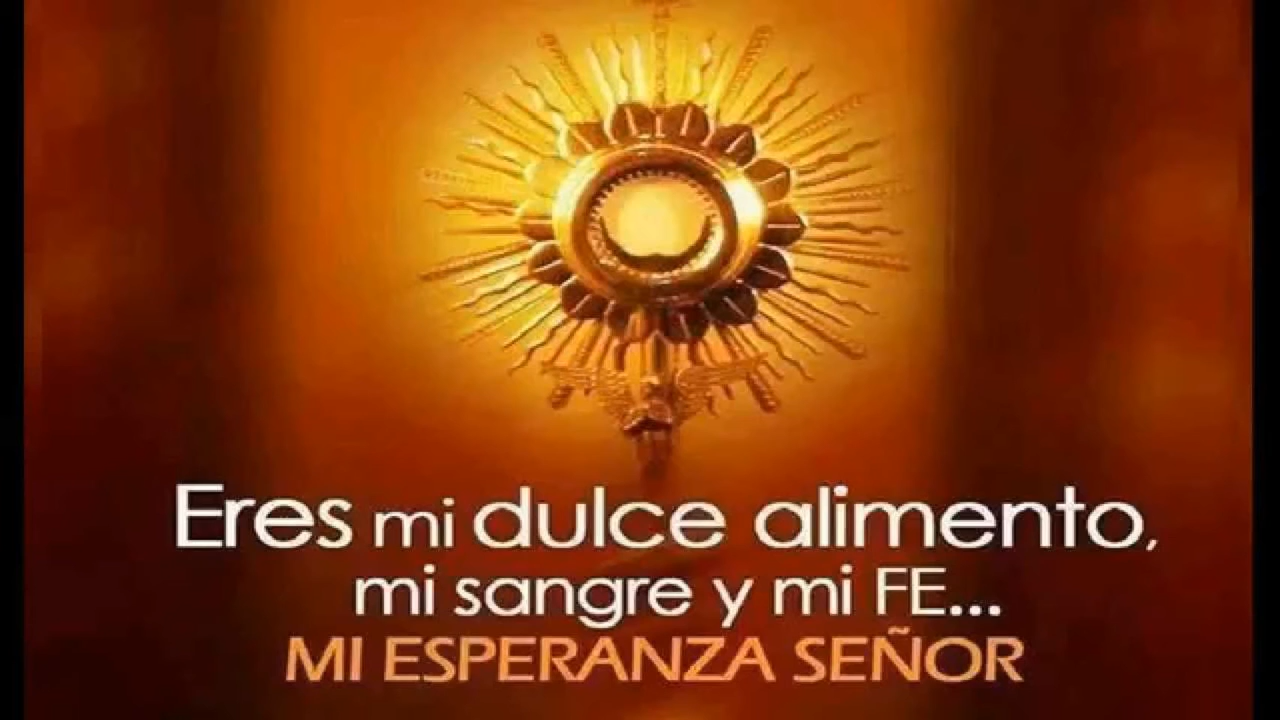 Eres mi dulce alimento,
mi sangre y mi FE...
MI ESPERANZA SEÑOR